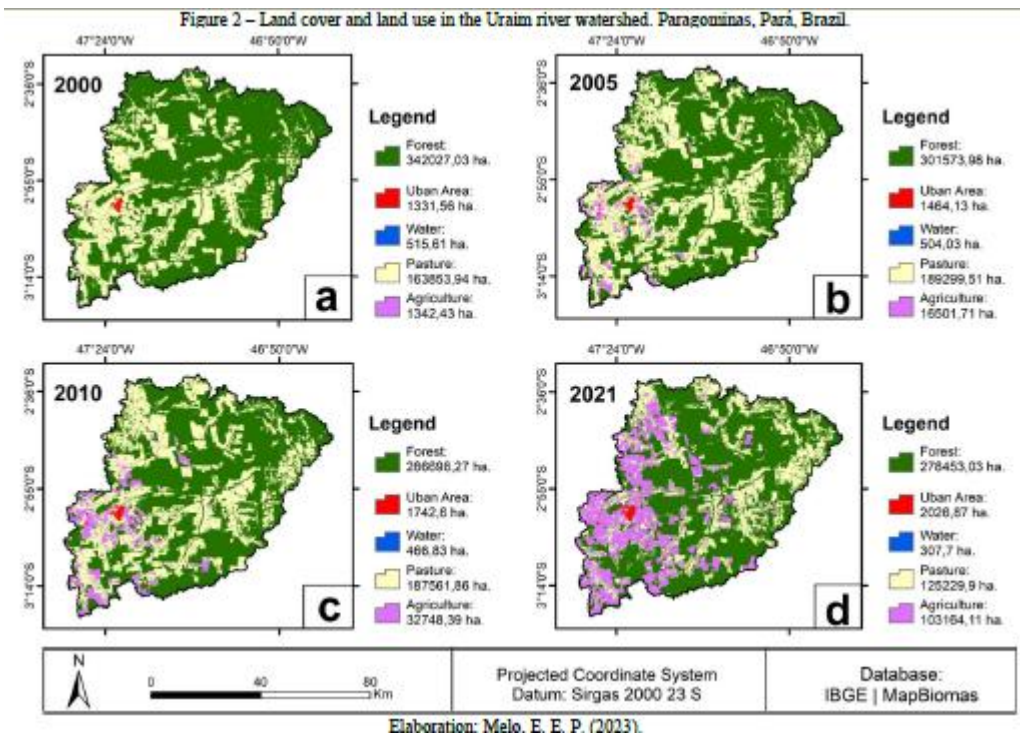 Figure 2 – Land cover and land use in the Uraim river watershed. Paragominas, Pará, Brazil.
47°24'0"W 46°50'0"W
2°36'0"S
2°55'0"S
3°14'0"S
2000
a
Legend
Forest:
342027,03 ha.
Uban Area:
1331,56 ha.
Water:
515,61 ha.
Pasture:
163853,94 ha.
Agriculture:
1342,43 ha.
47°24'0"W 46°50'0"W
2°36'0"S
2°55'0"S
3°14'0"S
2005
b
Legend
Forest:
301573,98 ha.
Uban Area:
1464,13 ha.
Water:
504,03 ha.
Pasture:
189299,51 ha.
Agriculture:
16501,71 ha.
47°24'0"W 46°50'0"W
2°36'0"S
2°55'0"S
3°14'0"S
2010
c
Legend
Forest:
286698,27 ha.
Uban Area:
1742,6 ha.
Water:
466,83 ha.
Pasture:
187561,86 ha.
Agriculture:
32748,39 ha.
47°24'0"W 46°50'0"W
2°36'0"S
2°55'0"S
3°14'0"S
2021
d
Legend
Forest:
278453,03 ha.
Uban Area:
2026,87 ha.
Water:
307,7 ha.
Pasture:
125229,9 ha.
Agriculture:
103164,11 ha.
N
0 40 80
Km
Projected Coordinate System
Datum: Sirgas 2000 23 S
Database:
IBGE | MapBiomas
Elaboration: Melo, E. E. P. (2023).